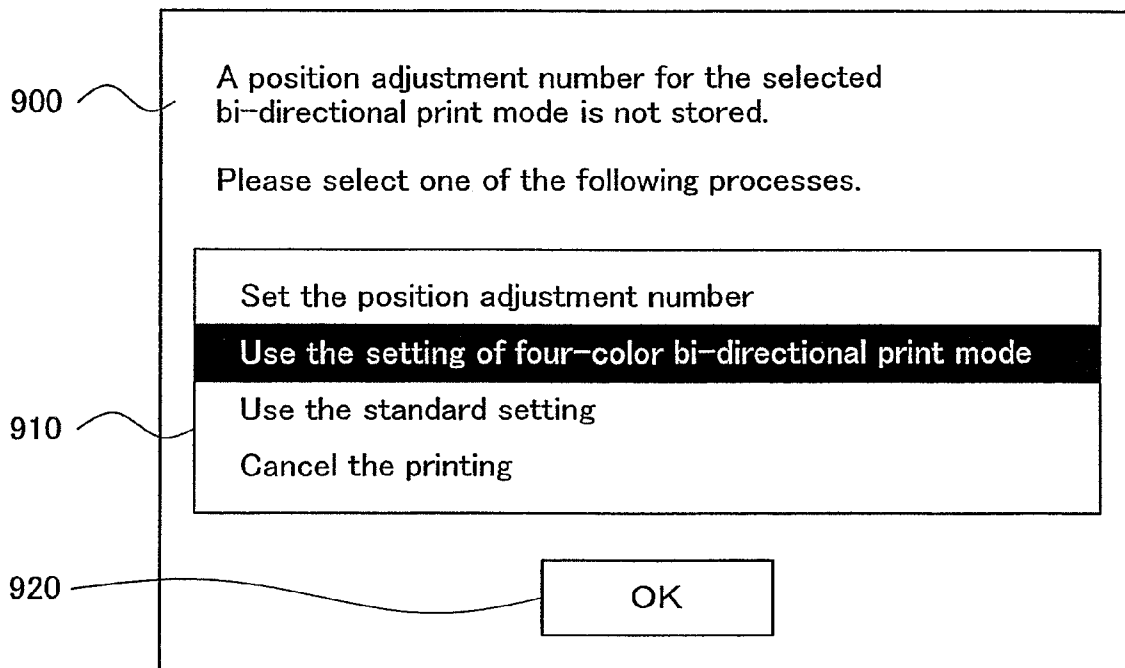 900
A position adjustment number for the selected
bi-directional print mode is not stored.
Please select one of the following processes.
Set the position adjustment number
Use the setting of four-color bi-directional print mode
910
Use the standard setting
Cancel the printing
920
OK